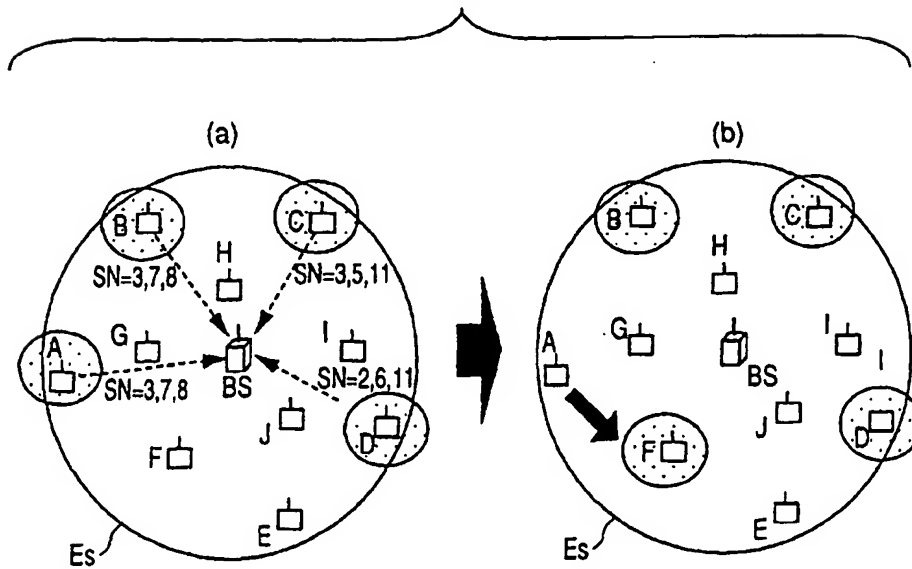 (a)
B
C
H
SN=3,7,8
SN=3,5,11
A
G
I
SN=3,7,8
BS
SN=2,6,11
J
D
F
E
Es
(b)
B
C
H
A
G
I
I
BS
J
D
F
E
Es